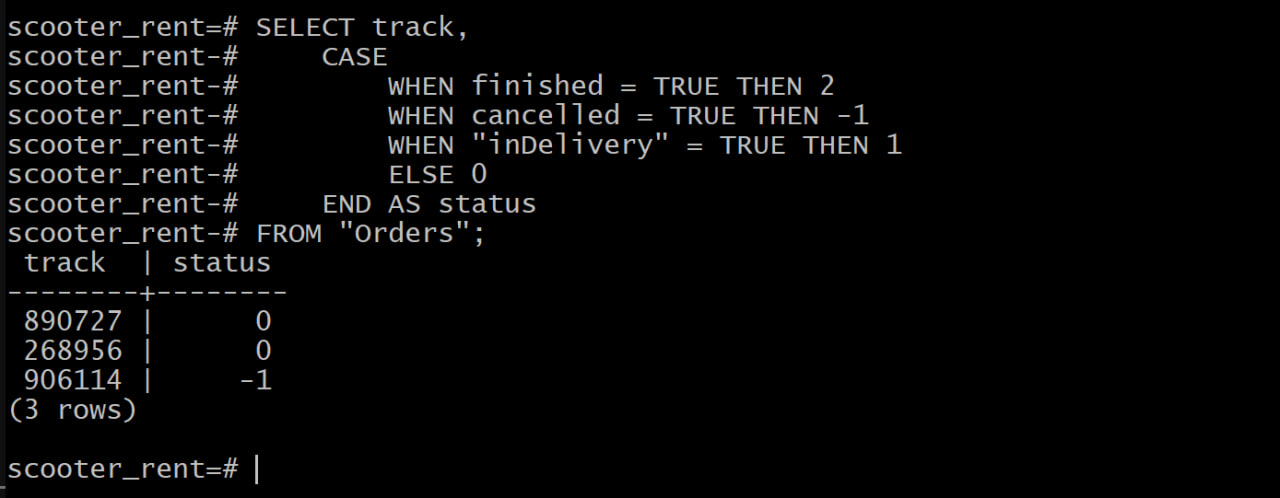 scooter_rent=# SELECT track,
scooter_rent-#     CASE
scooter_rent-#         WHEN finished = TRUE THEN 2
scooter_rent-#         WHEN cancelled = TRUE THEN -1
scooter_rent-#         WHEN "inDelivery" = TRUE THEN 1
scooter_rent-#         ELSE 0
scooter_rent-#     END AS status
scooter_rent-# FROM "Orders";
 track  | status
--------+--------
 890727 |      0
 268956 |      0
 906114 |     -1
(3 rows)

scooter_rent=#